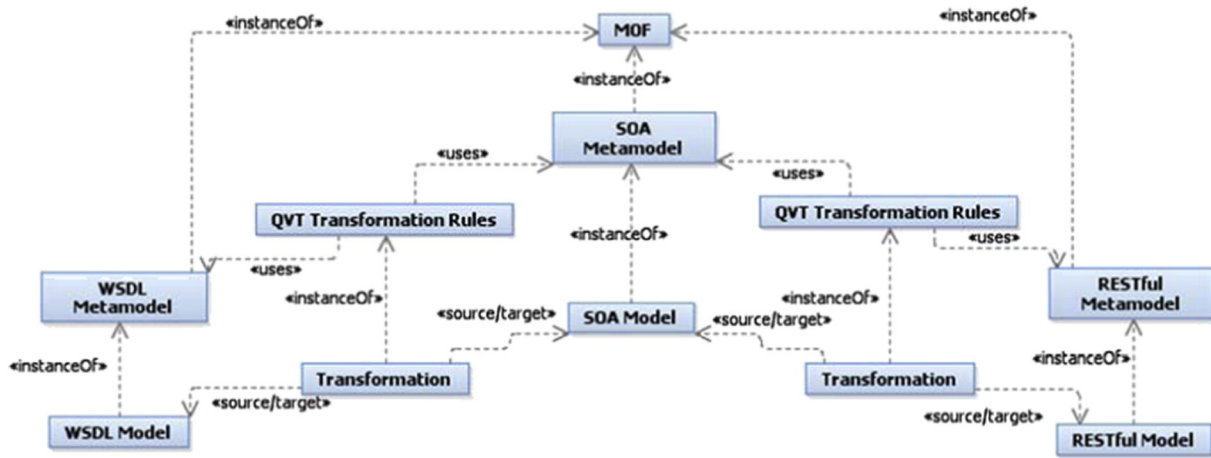 «instanceOf»
MOF
«instanceOf»
«instanceOf»
SOA
Metamodel
«uses»
«uses»
QVT Transformation Rules
QVT Transformation Rules
«instanceOf»
«uses»
«uses»
WSDL
Metamodel
«instanceOf»
«instanceOf»
RESTful
Metamodel
«source/target»
SOA Model
«source/target»
«instanceOf»
«instanceOf»
Transformation
Transformation
«source/target»
«source/target»
WSDL Model
RESTful Model